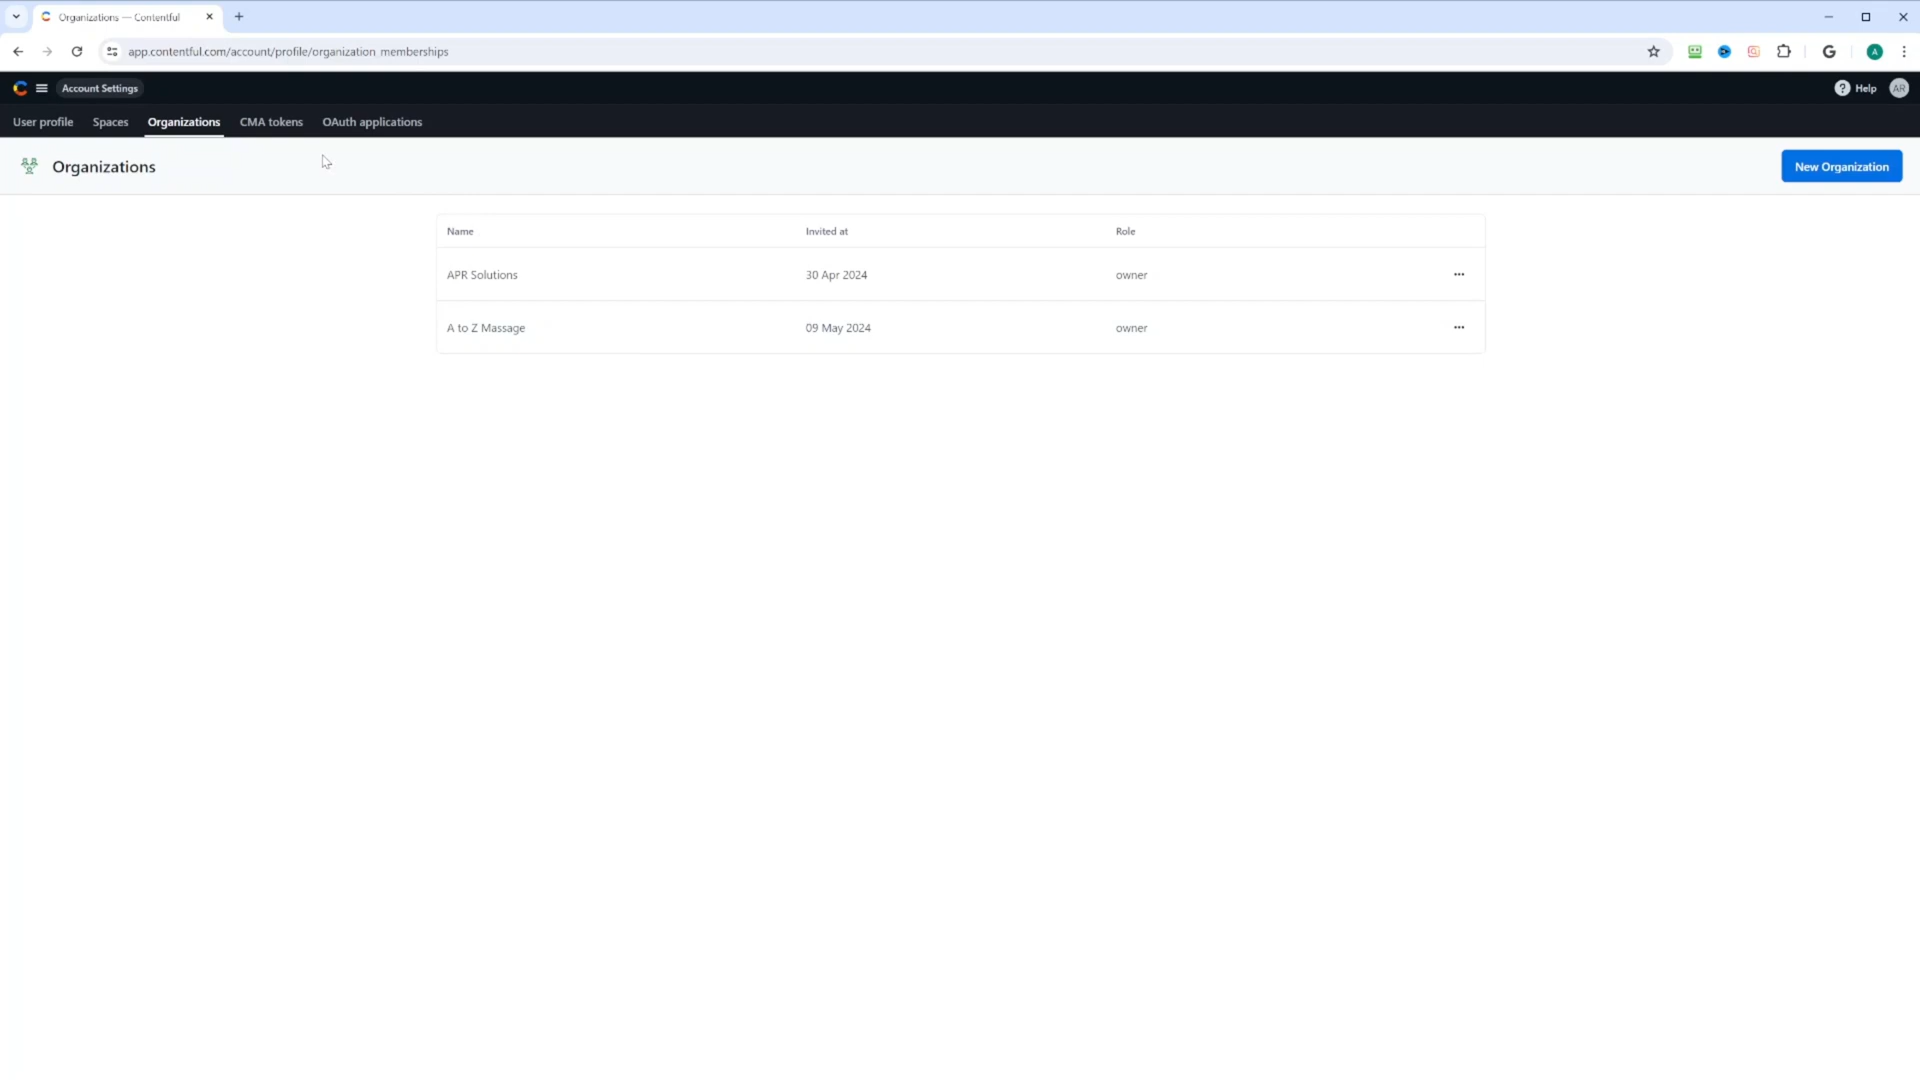 Organizations — Contentful
app.contentful.com/account/profile/organization_memberships
A
Account Settings
Help
AR
User profile
Spaces
Organizations
CMA tokens
OAuth applications
Organizations
New Organization
Name Invited at Role
APR Solutions 30 Apr 2024 owner
A to Z Massage 09 May 2024 owner